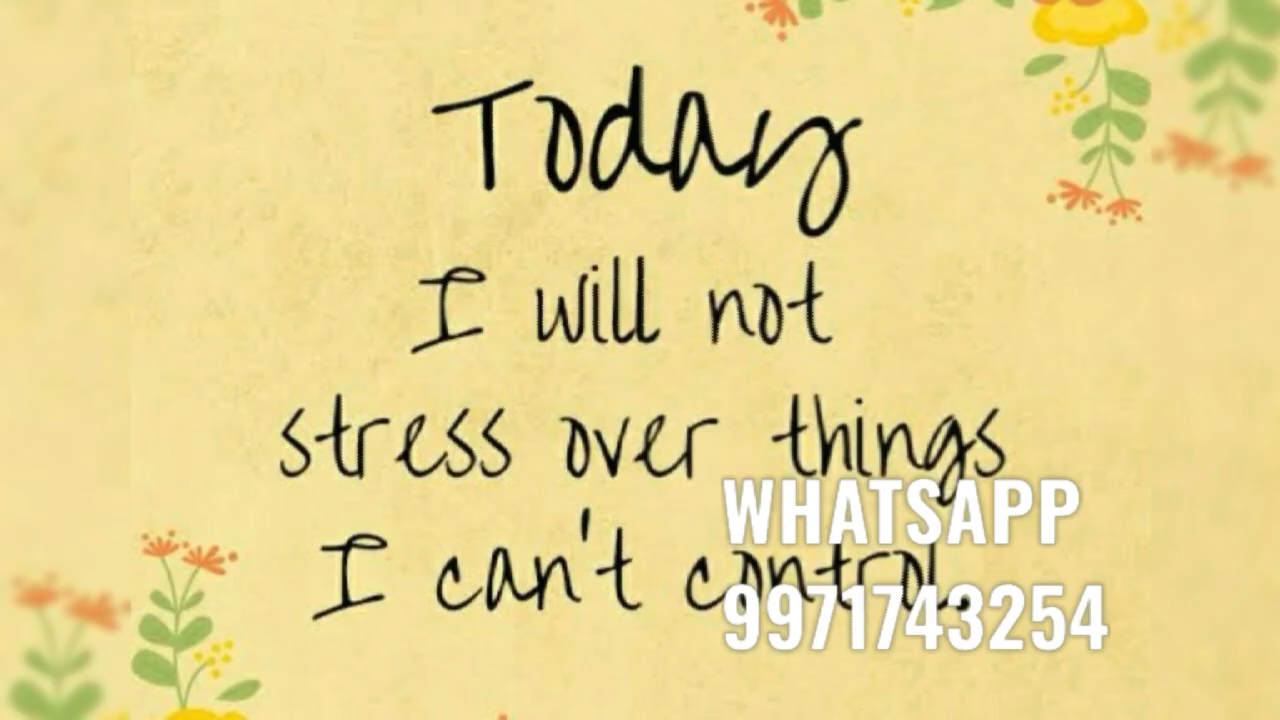 Today
I will not
stress over things
I can't control.
WHATSAPP
9971743254